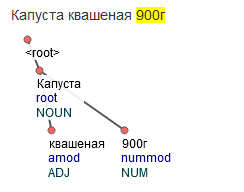 Капуста квашеная 900г
<root>
Капуста
root
NOUN
квашеная 900г
amod nummod
ADJ NUM